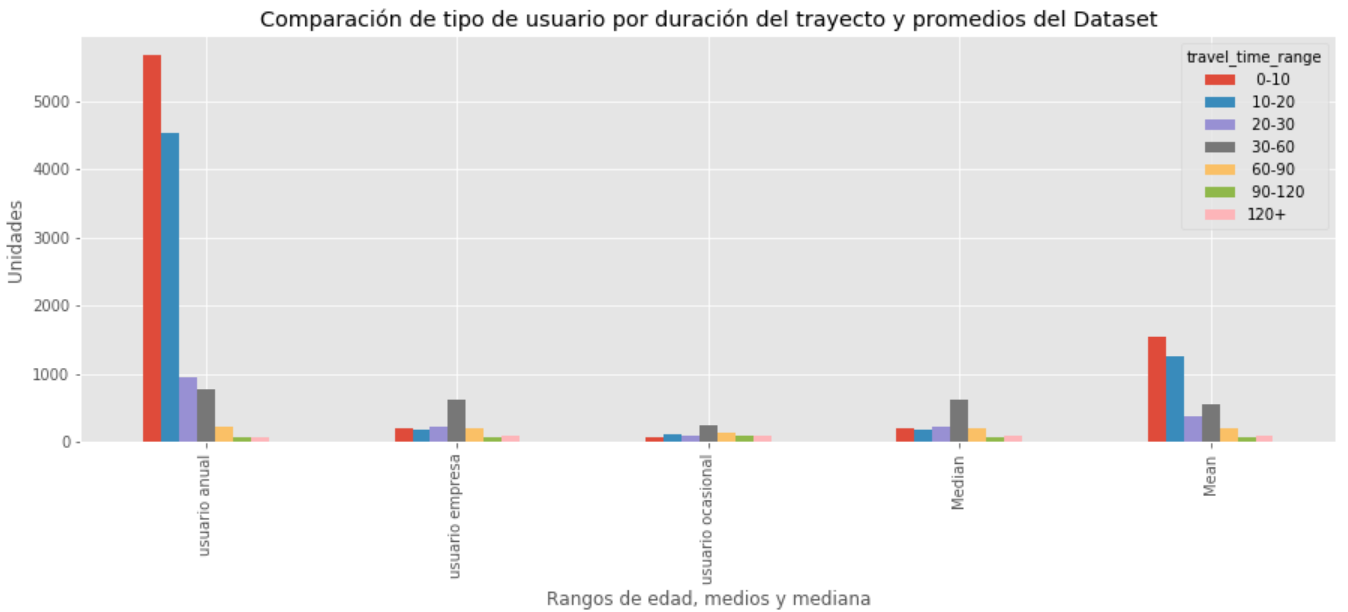 Comparación de tipo de usuario por duración del trayecto y promedios del Dataset
travel_time_range
0-10
10-20
20-30
30-60
60-90
90-120
120+
Unidades
5000
4000
3000
2000
1000
0
usuario anual
usuario empresa
usuario ocasional
Median
Mean
Rangos de edad, medios y mediana